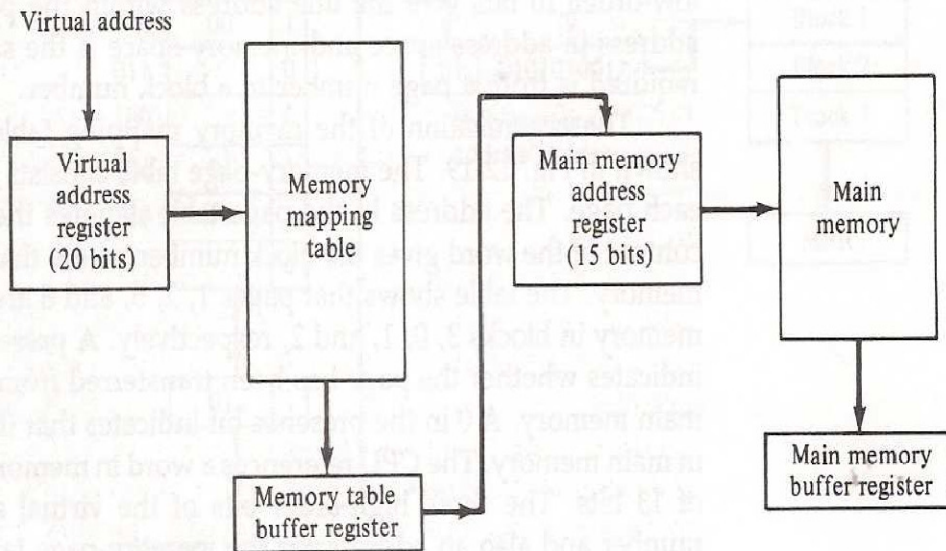 Virtual address
Virtual
address
register
(20 bits)
Memory
mapping
table
Memory table
buffer register
Main memory
address
register
(15 bits)
Main
memory
Main memory
buffer register